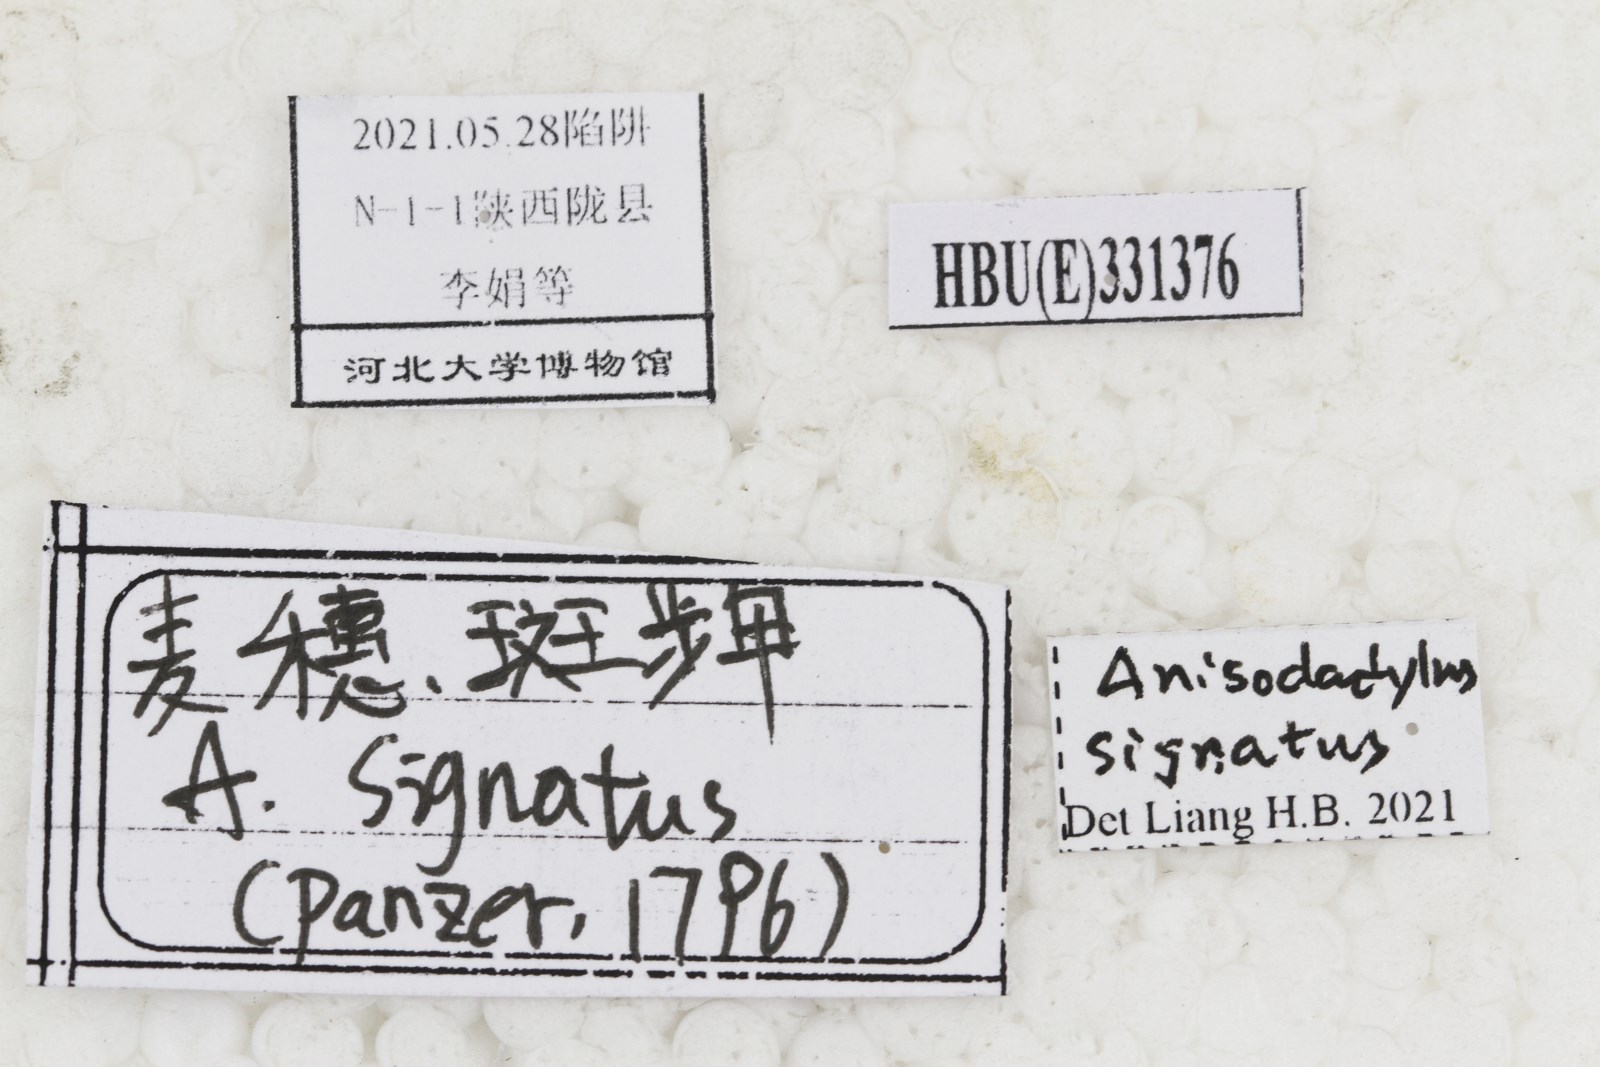 2021.05.28陷阱
N-1-1陕西陇县
李娟等
河北大学博物馆
HBU(E)331376
麦穗.斑步甲
A. signatus
(panzer, 1796)
Anisodactylus
signatus
Det Liang H.B. 2021